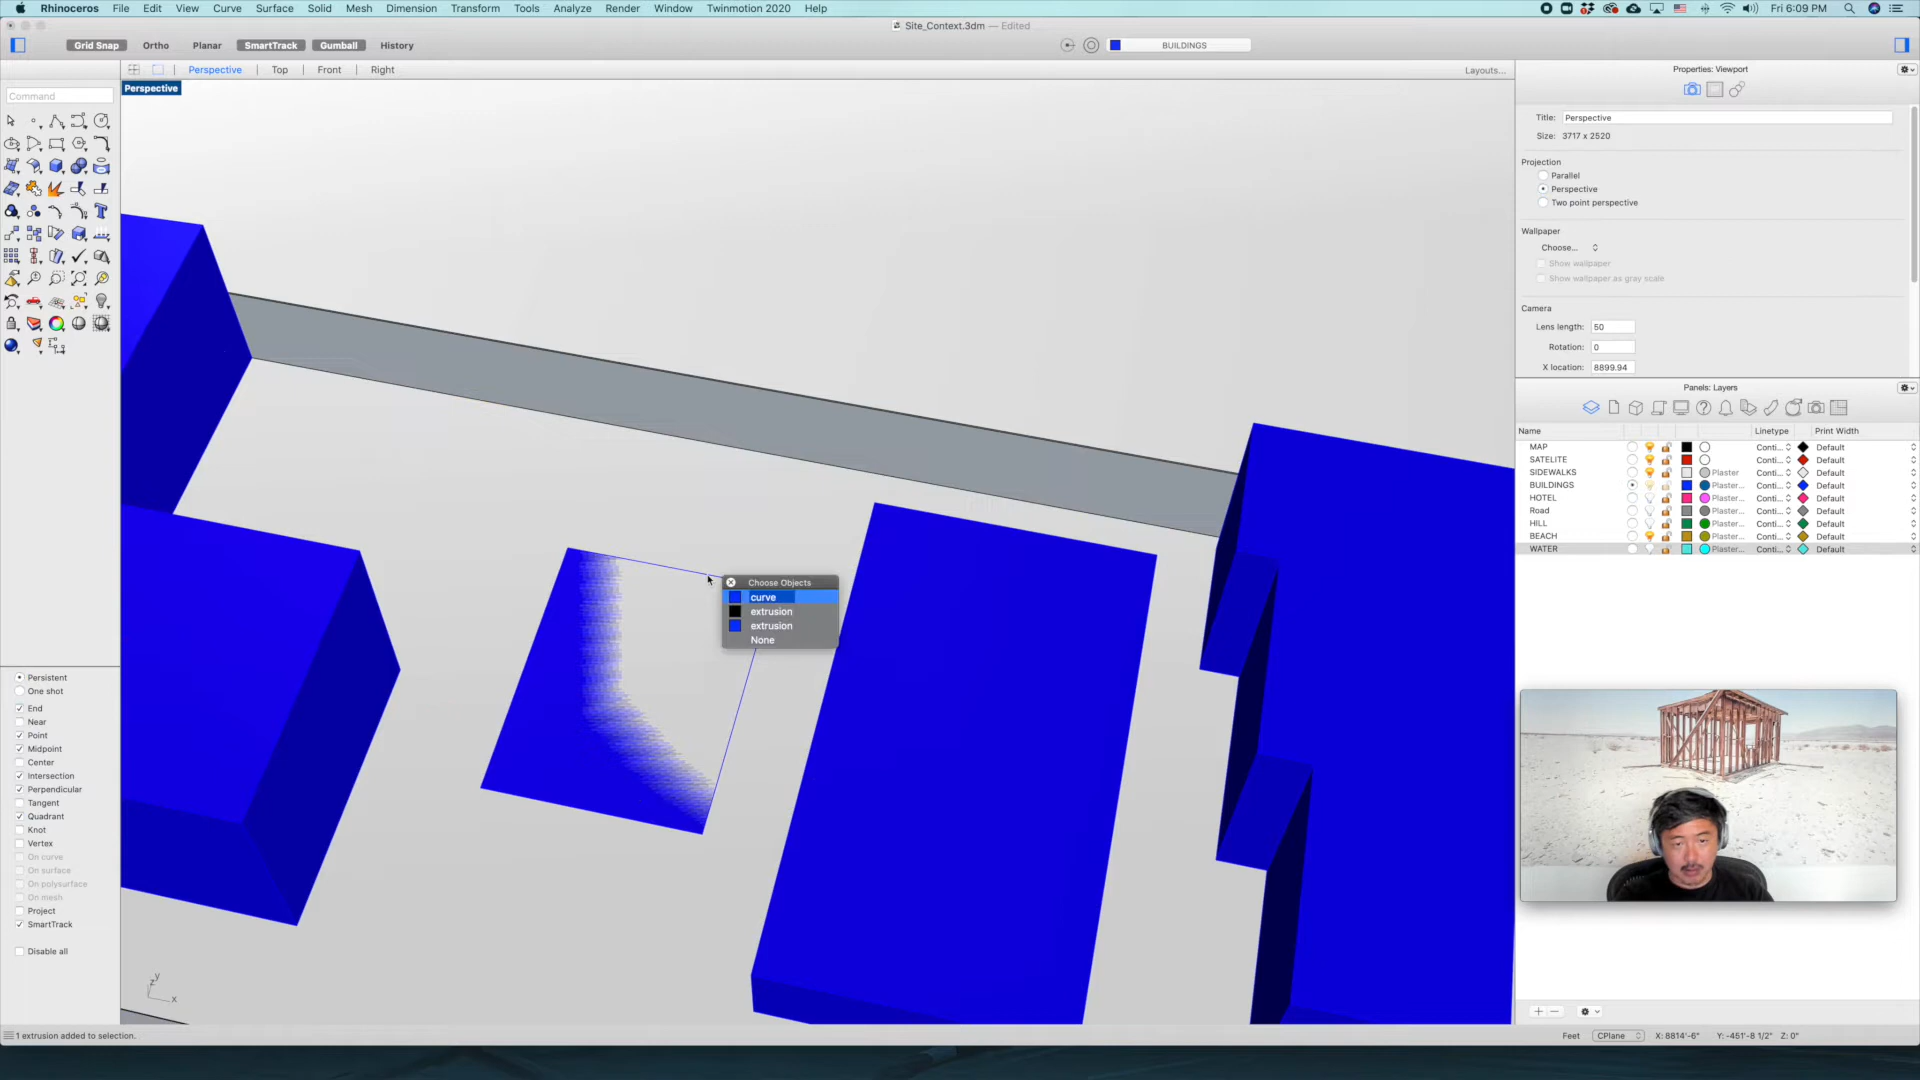 Rhinoceros File Edit View Curve Surface Solid Mesh Dimension Transform Tools Analyze Render Window Twinmotion 2020 Help Fri 6:09 PM
Site_Context.3dm — Edited
Grid Snap Ortho Planar SmartTrack Gumball History BUILDINGS
Perspective Top Front Right Layouts...
Perspective
Command
Properties: Viewport
Title: Perspective
Size: 3717 x 2520
Projection
Parallel
Perspective
Two point perspective
Wallpaper
Choose...
Show wallpaper
Show wallpaper as gray scale
Camera
Lens length: 50
Rotation: 0
X location: 8899.94
Panels: Layers
Name Linetype Print Width
MAP Conti... Default
SATELITE Conti... Default
SIDEWALKS Plaster Conti... Default
BUILDINGS Plaster... Conti... Default
HOTEL Plaster... Conti... Default
Road Plaster... Conti... Default
HILL Plaster... Conti... Default
BEACH Plaster... Conti... Default
WATER Plaster... Conti... Default
Choose Objects
curve
extrusion
extrusion
None
Persistent
One shot
End
Near
Point
Midpoint
Center
Intersection
Perpendicular
Tangent
Quadrant
Knot
Vertex
On curve
On surface
On polysurface
On mesh
Project
SmartTrack
Disable all
z y x
1 extrusion added to selection.
Feet CPlane X: 8814'-6" Y: -451'-8 1/2" Z: 0"